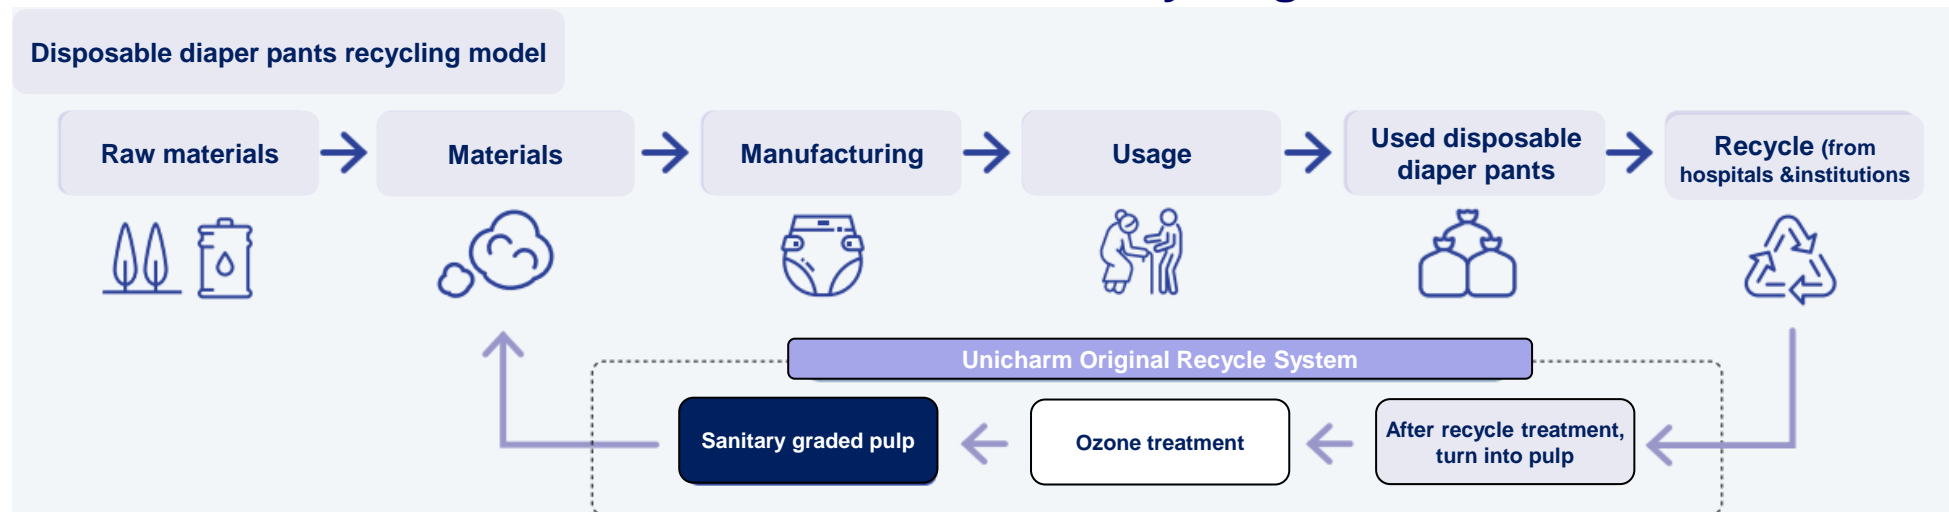 Disposable diaper pants recycling model
Raw materials
Materials
Manufacturing
Usage
Used disposable
diaper pants
Recycle (from
hospitals &institutions
Unicharm Original Recycle System
Sanitary graded pulp
Ozone treatment
After recycle treatment,
turn into pulp